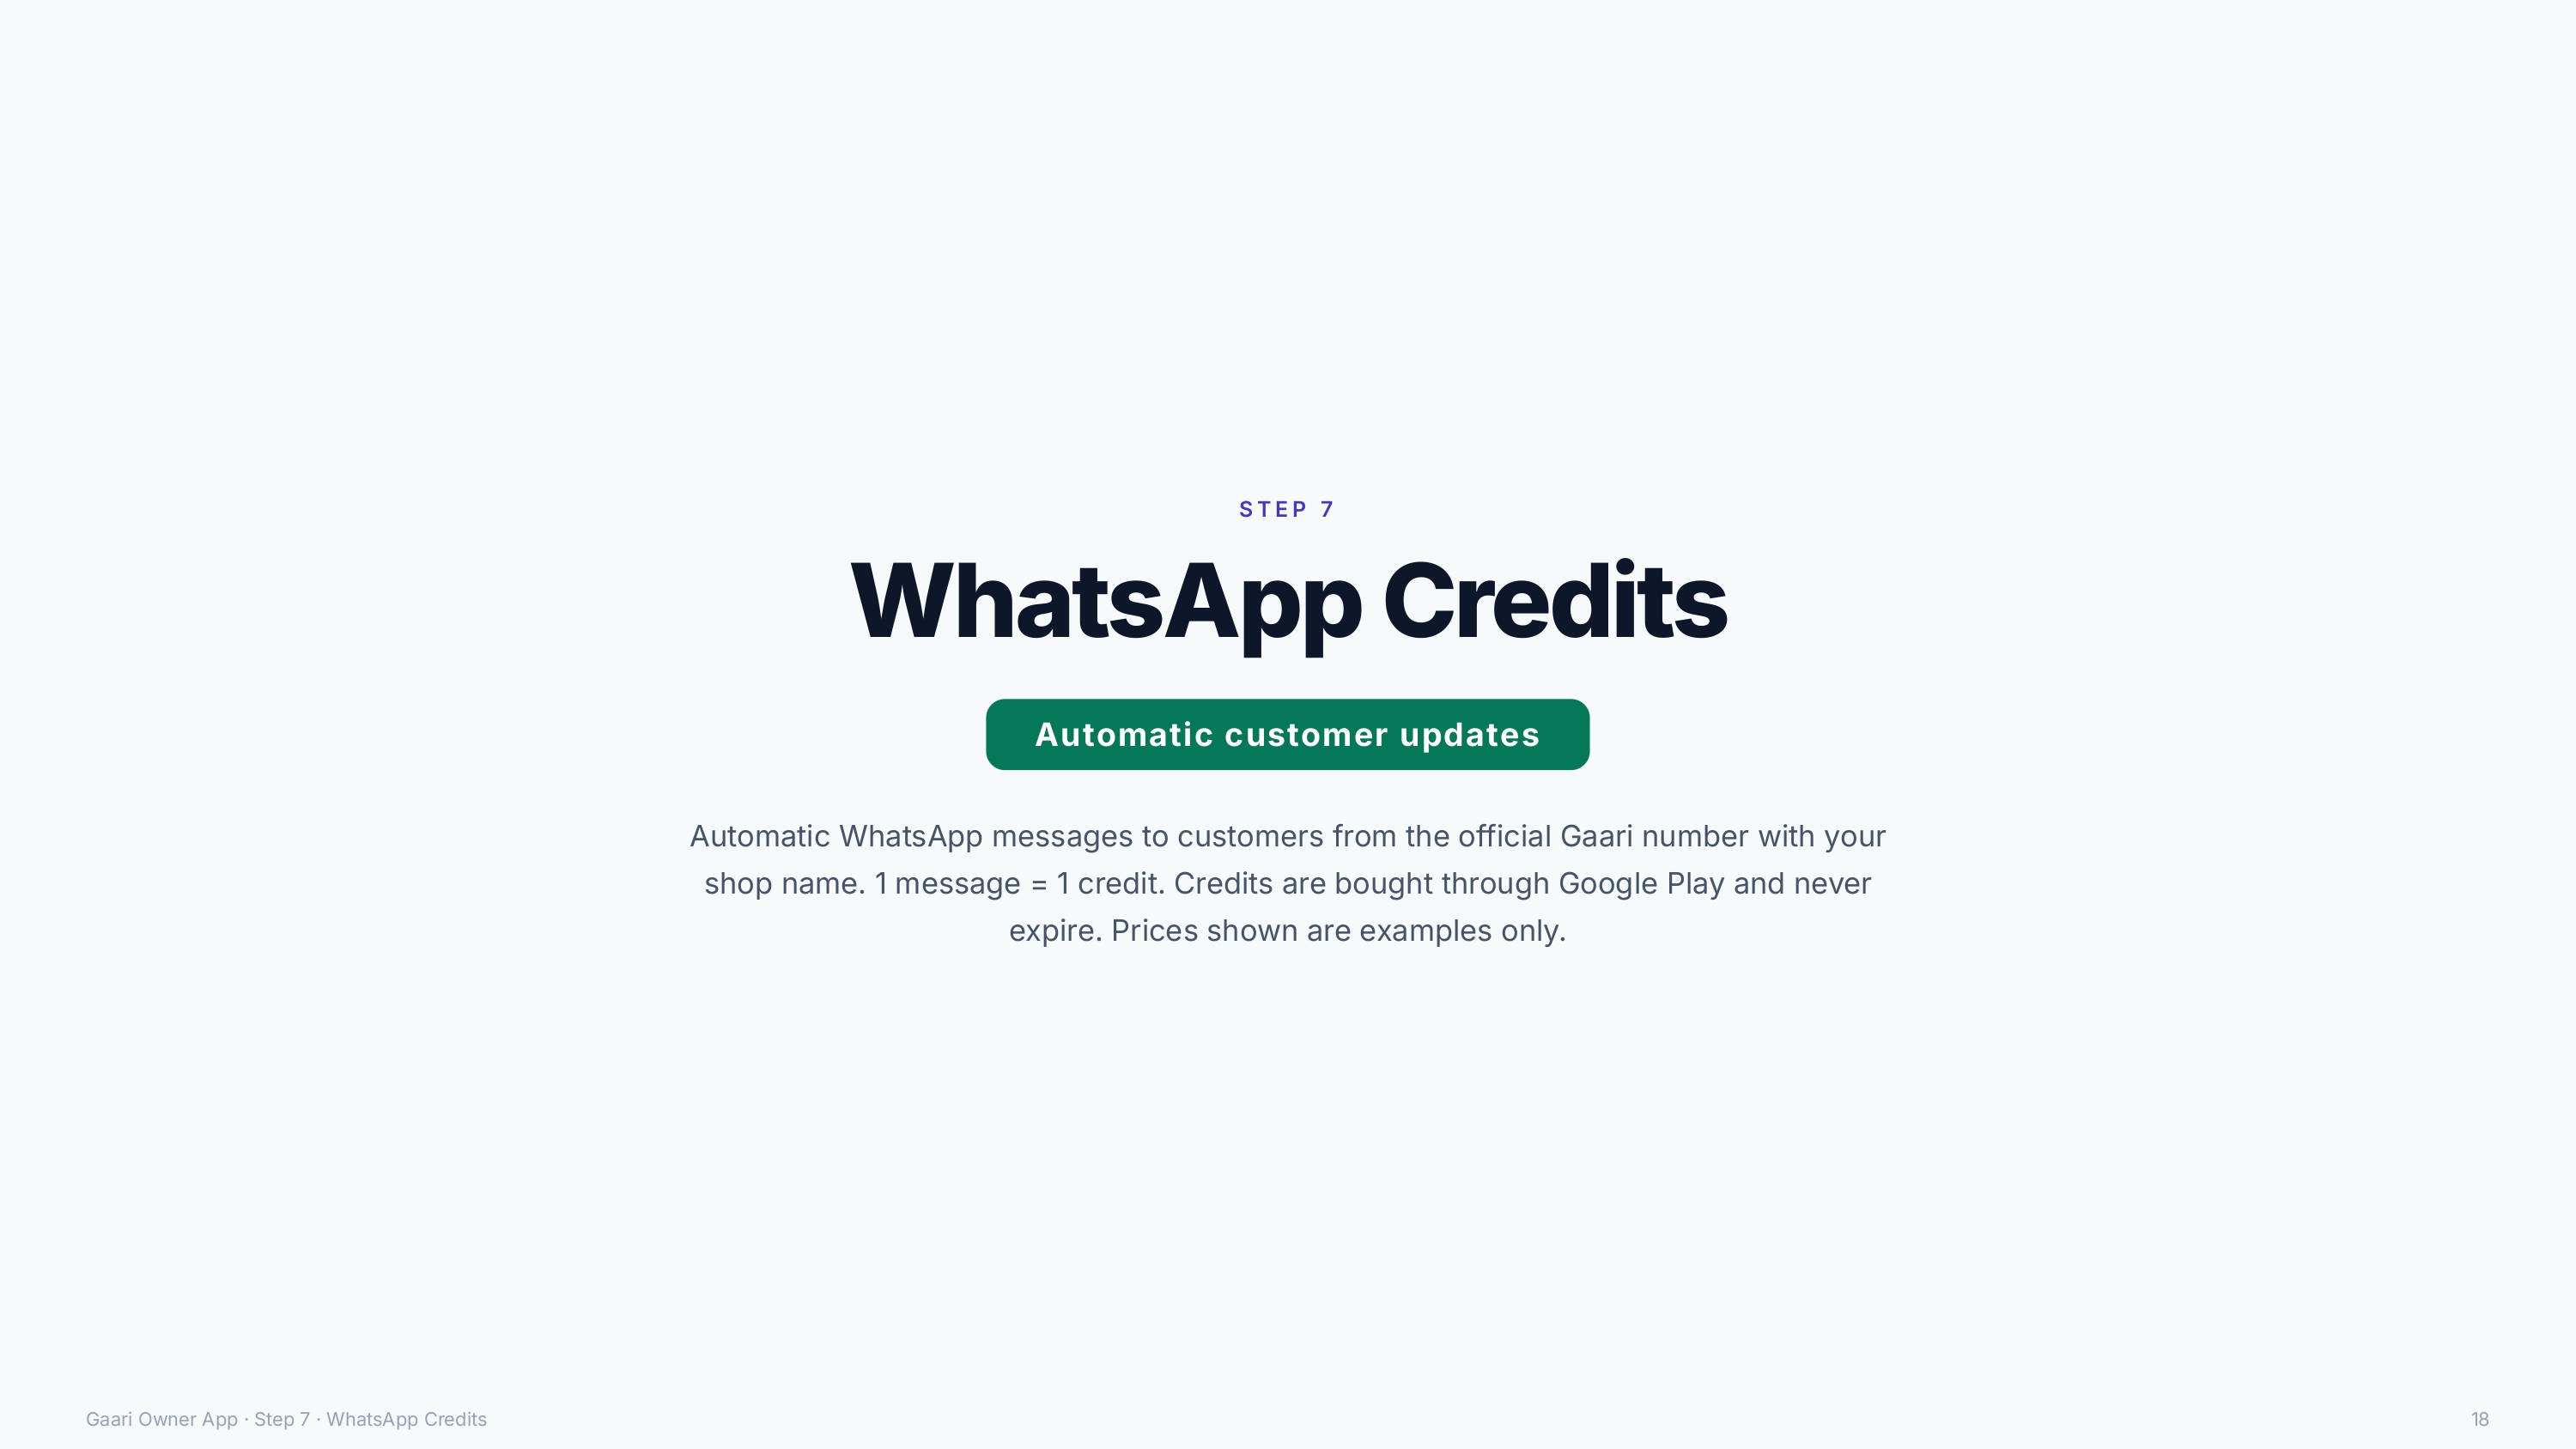 STEP 7
WhatsApp Credits
Automatic customer updates
Automatic WhatsApp messages to customers from the official Gaari number with your
shop name. 1 message = 1 credit. Credits are bought through Google Play and never
expire. Prices shown are examples only.
Gaari Owner App · Step 7 · WhatsApp Credits
18